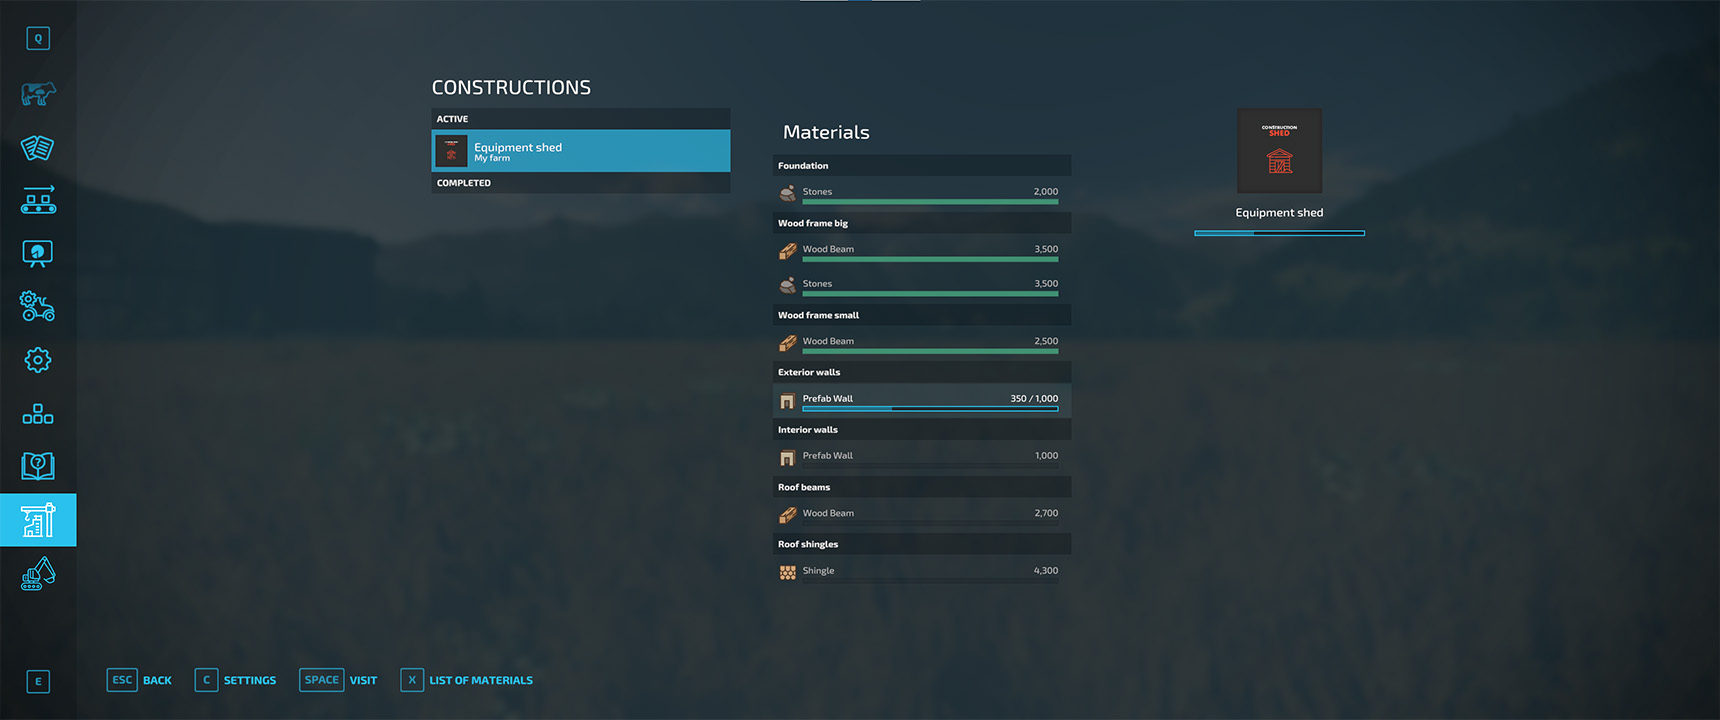 Q
CONSTRUCTIONS
ACTIVE
Equipment shed
My farm
COMPLETED
Materials
Foundation
Stones 2,000
Wood frame big
Wood Beam 3,500
Stones 3,500
Wood frame small
Wood Beam 2,500
Exterior walls
Prefab Wall 350 / 1,000
Interior walls
Prefab Wall 1,000
Roof beams
Wood Beam 2,700
Roof shingles
Shingle 4,300
CONSTRUCTION
SHED
Equipment shed
E
ESC BACK C SETTINGS SPACE VISIT X LIST OF MATERIALS